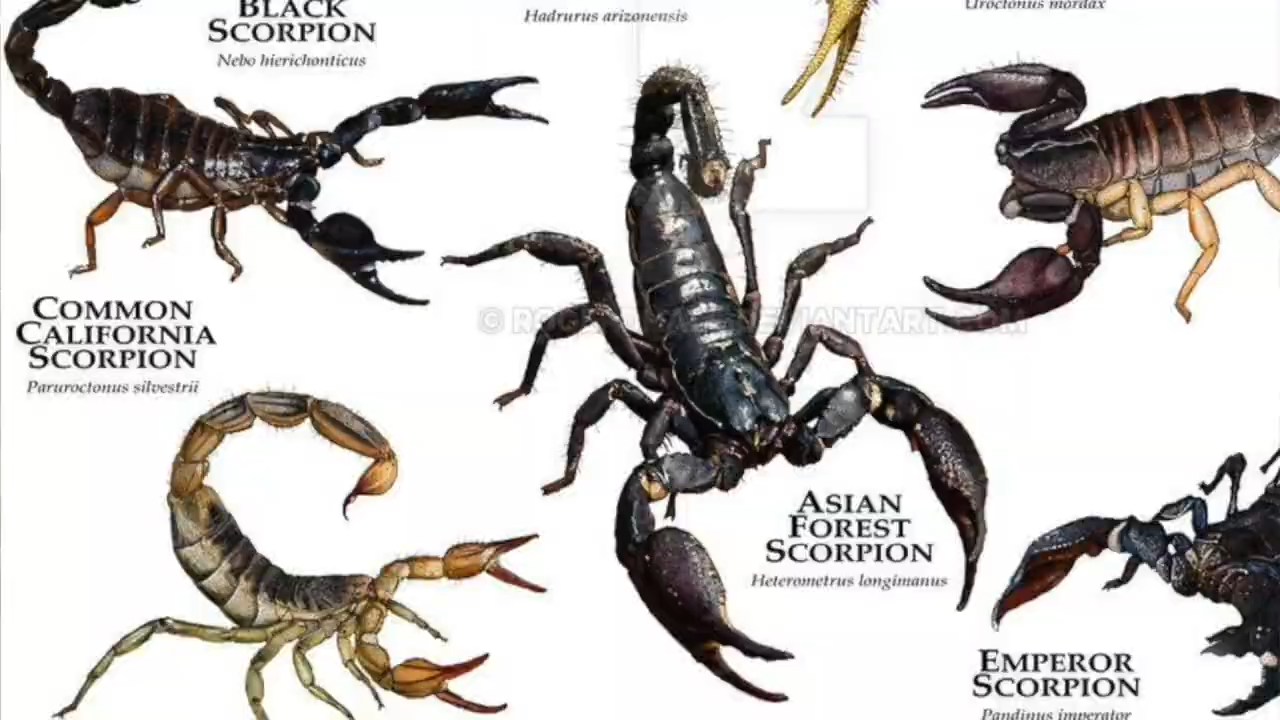 BLACK
SCORPION
Nebo hierichonticus
Hadrurus arizonensis
Uroctonus mordax
COMMON
CALIFORNIA
SCORPION
Paruroctonus silvestrii
ASIAN
FOREST
SCORPION
Heterometrus longimanus
EMPEROR
SCORPION
Pandinus imperator